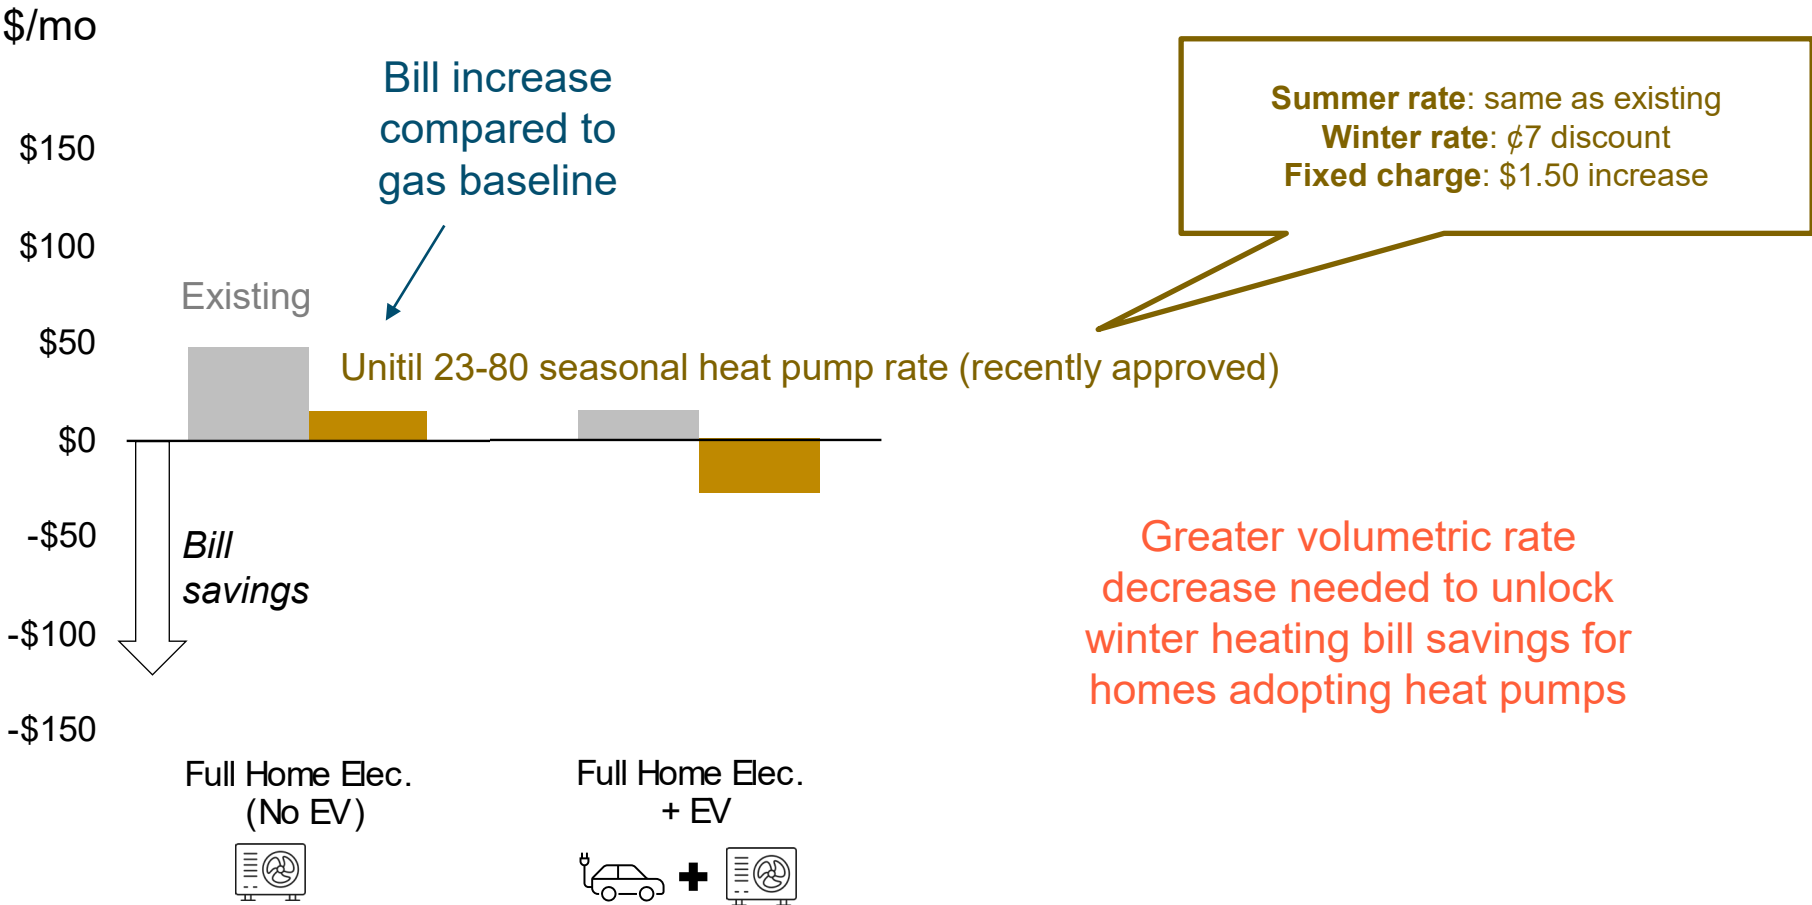 $/mo
Bill increase
compared to
gas baseline
Summer rate: same as existing
Winter rate: ¢7 discount
Fixed charge: $1.50 increase
$150
$100
$50
$0
-$50
-$100
-$150
Existing
Unitil 23-80 seasonal heat pump rate (recently approved)
Bill
savings
Greater volumetric rate
decrease needed to unlock
winter heating bill savings for
homes adopting heat pumps
Full Home Elec.
(No EV)
Full Home Elec.
+ EV